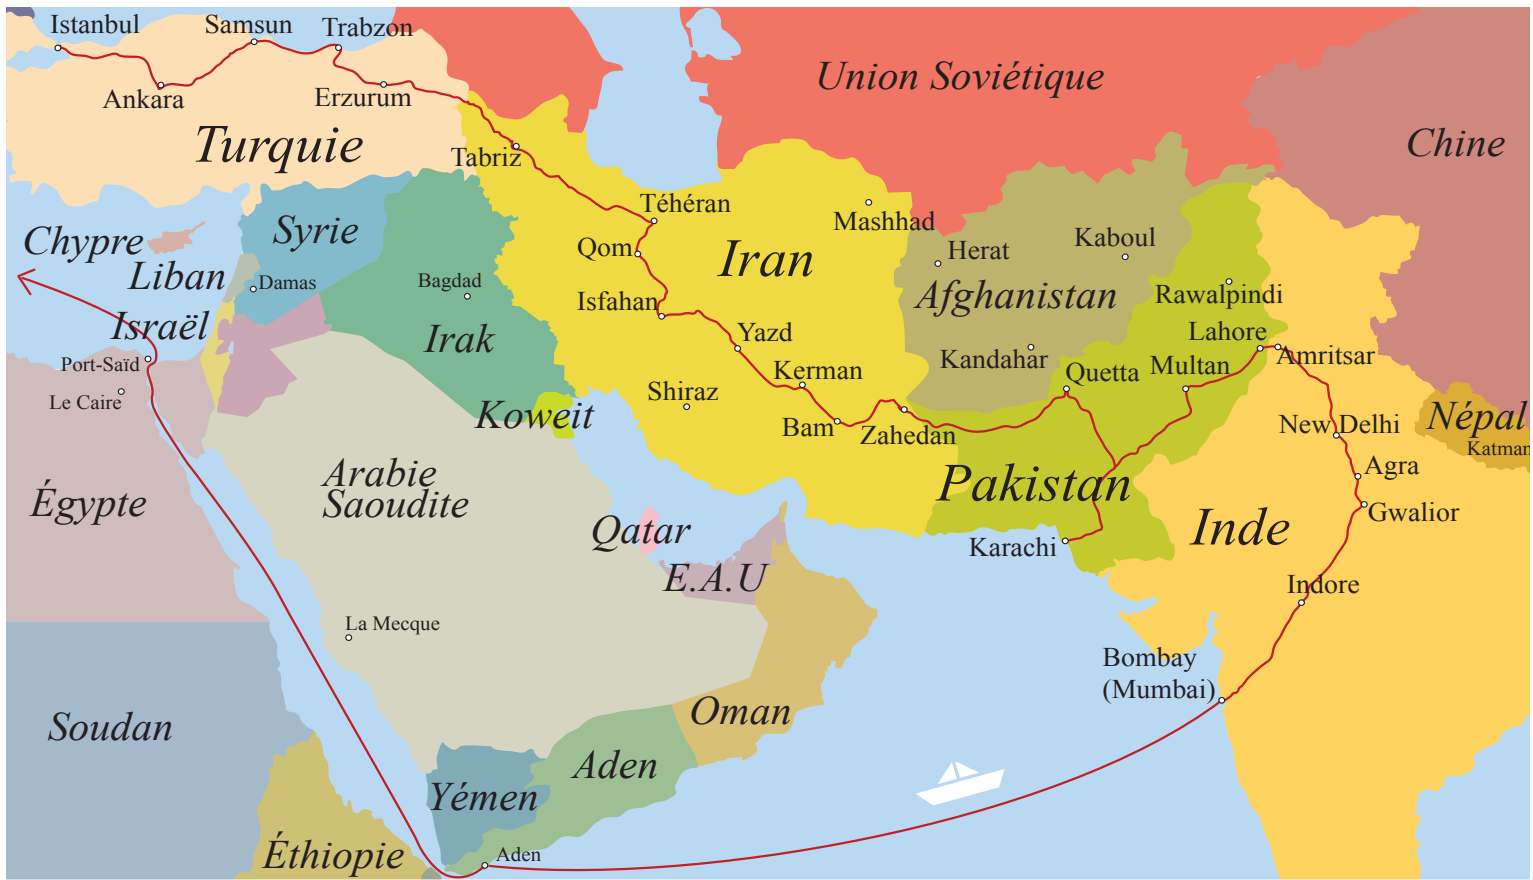 Istanbul
Samsun
Trabzon
Ankara
Erzurum
Union Soviétique
Turquie
Tabriz
Chine
Téhéran
Mashhad
Chypre
Syrie
Qom
Iran
Herat
Kaboul
Liban
Damas
Bagdad
Isfahan
Afghanistan
Rawalpindi
Israël
Irak
Yazd
Lahore
Port-Saïd
Kandahar
Multan
Amritsar
Kerman
Quetta
Le Caire
Shiraz
Koweit
Bam
Zahedan
New Delhi
Népal
Katman
Arabie
Saoudite
Pakistan
Agra
Égypte
Gwalior
Qatar
Inde
Karachi
E.A.U
Indore
La Mecque
Bombay
(Mumbai)
Soudan
Oman
Aden
Yémen
Éthiopie
Aden